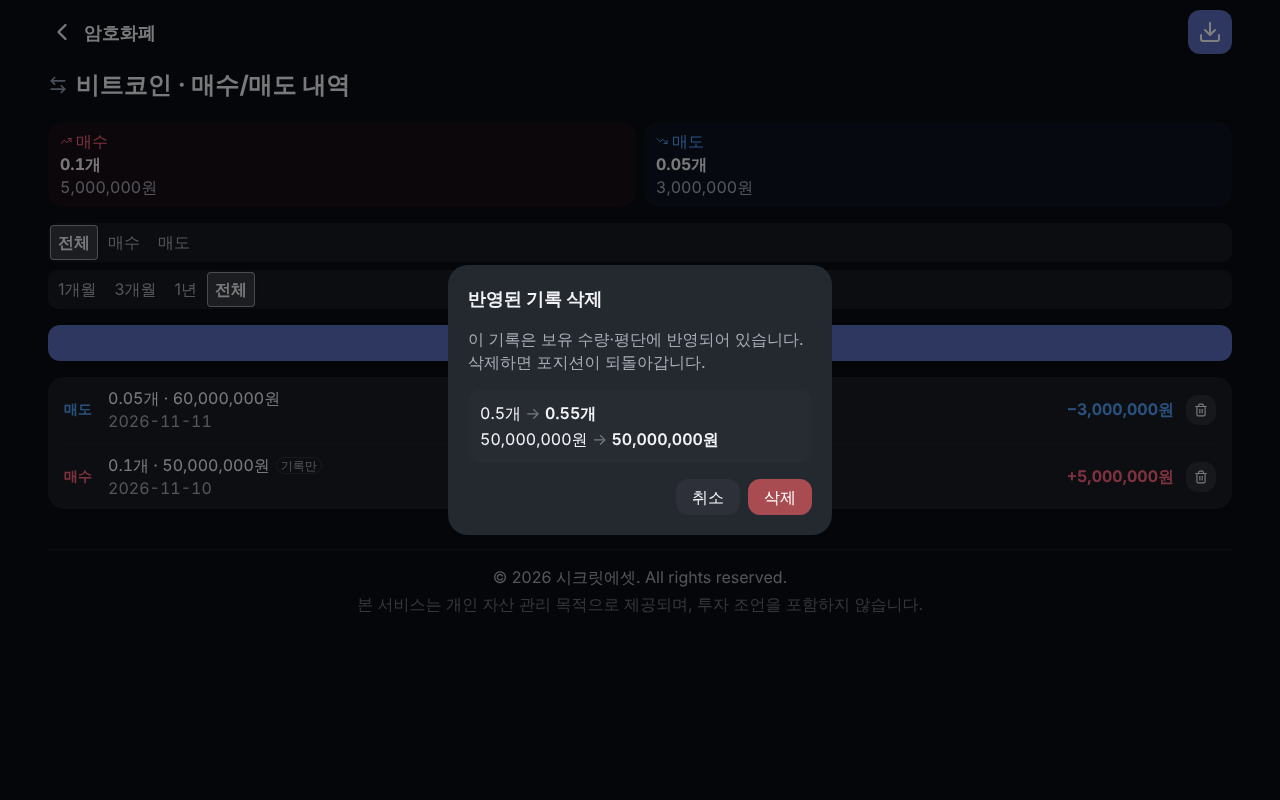 암호화폐
비트코인 · 매수/매도 내역
매수
0.1개
5,000,000원
매도
0.05개
3,000,000원
전체 매수 매도
1개월 3개월 1년 전체
반영된 기록 삭제
이 기록은 보유 수량·평단에 반영되어 있습니다.
삭제하면 포지션이 되돌아갑니다.
0.5개 → 0.55개
50,000,000원 → 50,000,000원
취소 삭제
매도 0.05개 · 60,000,000원 −3,000,000원
2026-11-11
매수 0.1개 · 50,000,000원 기록만 +5,000,000원
2026-11-10
© 2026 시크릿에셋. All rights reserved.
본 서비스는 개인 자산 관리 목적으로 제공되며, 투자 조언을 포함하지 않습니다.